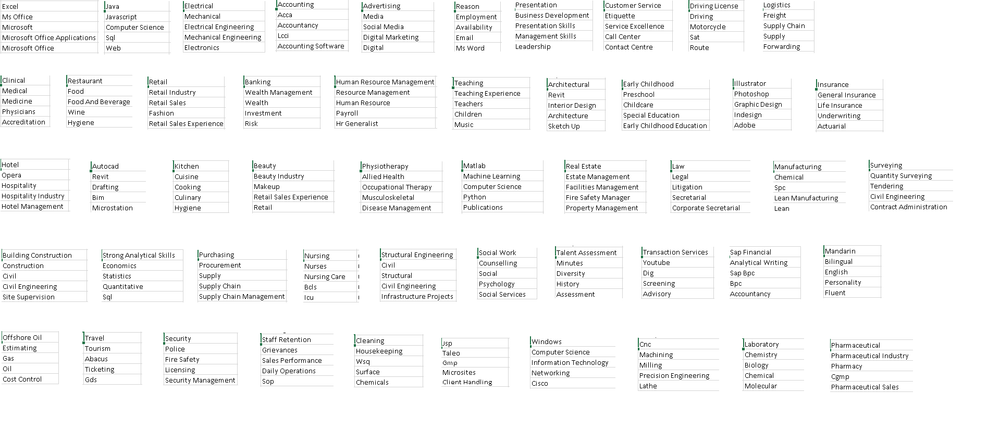 Excel
Ms Office
Microsoft
Microsoft Office Applications
Microsoft Office
Java
Javascript
Computer Science
Sql
Web
Electrical
Mechanical
Electrical Engineering
Mechanical Engineering
Electronics
Accounting
Acca
Accountancy
Lcci
Accounting Software
Advertising
Media
Social Media
Digital Marketing
Digital
Reason
Employment
Availability
Email
Ms Word
Presentation
Business Development
Presentation Skills
Management Skills
Leadership
Customer Service
Etiquette
Service Excellence
Call Center
Contact Centre
Driving License
Driving
Motorcycle
Sat
Route
Logistics
Freight
Supply Chain
Supply
Forwarding
Clinical
Medical
Medicine
Physicians
Accreditation
Restaurant
Food
Food And Beverage
Wine
Hygiene
Retail
Retail Industry
Retail Sales
Fashion
Retail Sales Experience
Banking
Wealth Management
Wealth
Investment
Risk
Human Resource Management
Resource Management
Human Resource
Payroll
Hr Generalist
Teaching
Teaching Experience
Teachers
Children
Music
Architectural
Revit
Interior Design
Architecture
Sketch Up
Early Childhood
Preschool
Childcare
Special Education
Early Childhood Education
Illustrator
Photoshop
Graphic Design
Indesign
Adobe
Insurance
General Insurance
Life Insurance
Underwriting
Actuarial
Hotel
Opera
Hospitality
Hospitality Industry
Hotel Management
Autocad
Revit
Drafting
Bim
Microstation
Kitchen
Cuisine
Cooking
Culinary
Hygiene
Beauty
Beauty Industry
Makeup
Retail Sales Experience
Retail
Physiotherapy
Allied Health
Occupational Therapy
Musculoskeletal
Disease Management
Matlab
Machine Learning
Computer Science
Python
Publications
Real Estate
Estate Management
Facilities Management
Fire Safety Manager
Property Management
Law
Legal
Litigation
Secretarial
Corporate Secretarial
Manufacturing
Chemical
Spc
Lean Manufacturing
Lean
Surveying
Quantity Surveying
Tendering
Civil Engineering
Contract Administration
Building Construction
Construction
Civil
Civil Engineering
Site Supervision
Strong Analytical Skills
Economics
Statistics
Quantitative
Sql
Purchasing
Procurement
Supply
Supply Chain
Supply Chain Management
Nursing
Nurses
Nursing Care
Bcls
Icu
Structural Engineering
Civil
Structural
Civil Engineering
Infrastructure Projects
Social Work
Counselling
Social
Psychology
Social Services
Talent Assessment
Minutes
Diversity
History
Assessment
Transaction Services
Youtube
Dig
Screening
Advisory
Sap Financial
Analytical Writing
Sap Bpc
Bpc
Accountancy
Mandarin
Bilingual
English
Personality
Fluent
Offshore Oil
Estimating
Gas
Oil
Cost Control
Travel
Tourism
Abacus
Ticketing
Gds
Security
Police
Fire Safety
Licensing
Security Management
Staff Retention
Grievances
Sales Performance
Daily Operations
Sop
Cleaning
Housekeeping
Wsq
Surface
Chemicals
Jsp
Taleo
Gmp
Microsites
Client Handling
Windows
Computer Science
Information Technology
Networking
Cisco
Cnc
Machining
Milling
Precision Engineering
Lathe
Laboratory
Chemistry
Biology
Chemical
Molecular
Pharmaceutical
Pharmaceutical Industry
Pharmacy
Cgmp
Pharmaceutical Sales